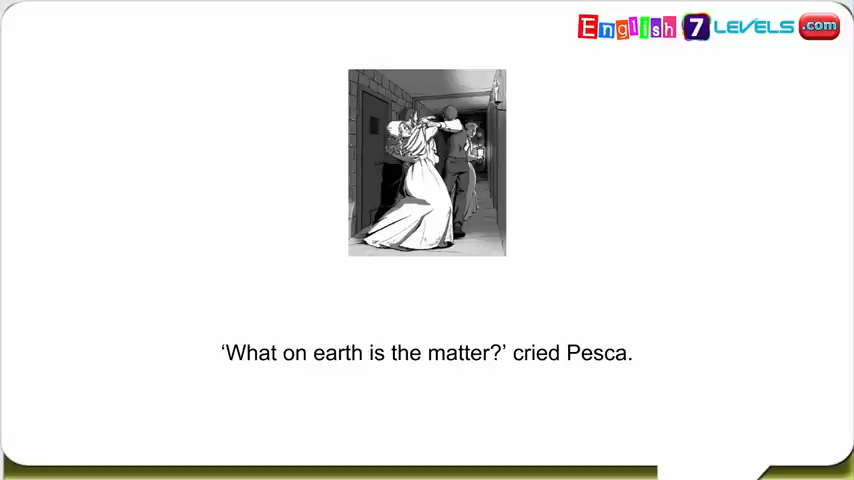 English 7 LEVELS .com
‘What on earth is the matter?’ cried Pesca.